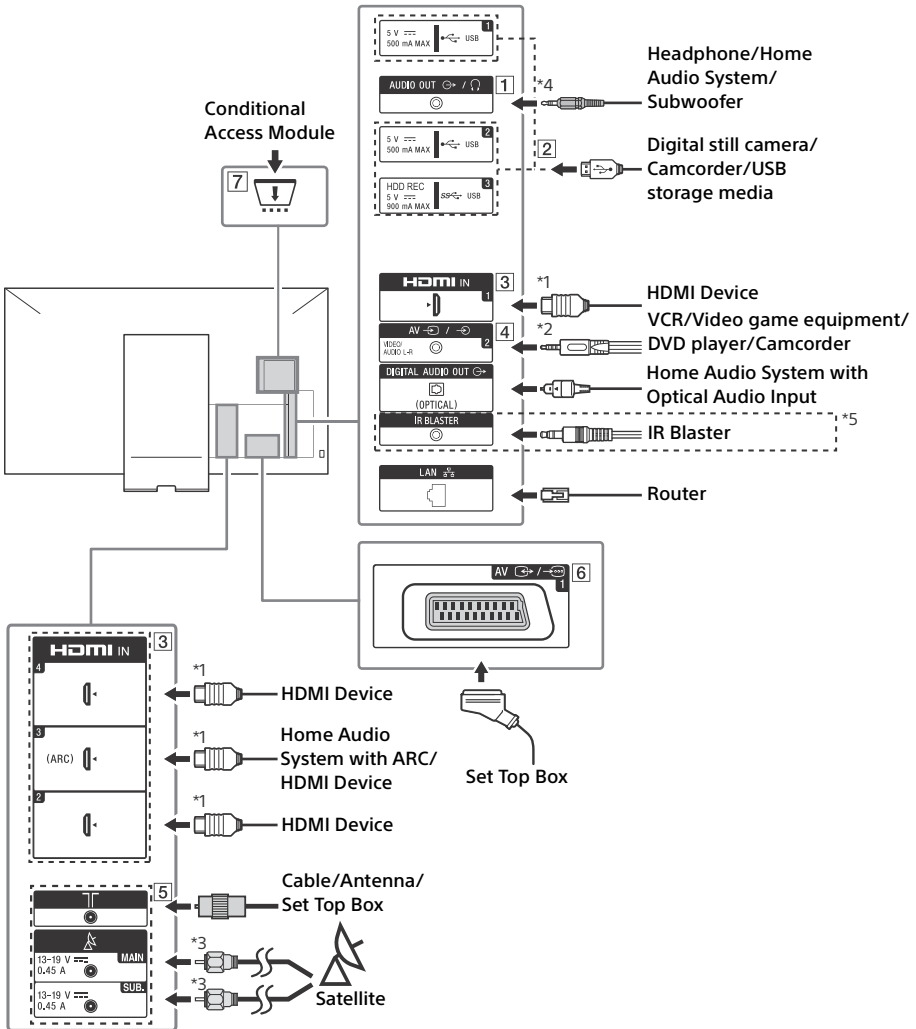 5 V
500 mA MAX
USB
1
AUDIO OUT /
1
*4
Headphone/Home
Audio System/
Subwoofer
Conditional
Access Module
7
5 V
500 mA MAX
USB
2
2
Digital still camera/
Camcorder/USB
storage media
HDD REC
5 V
900 mA MAX
SS
USB
3
HDMI IN
1
3
*1
HDMI Device
AV / 
VIDEO/
AUDIO L-R
2
4
*2
VCR/Video game equipment/
DVD player/Camcorder
DIGITAL AUDIO OUT
(OPTICAL)
Home Audio System with
Optical Audio Input
IR BLASTER
IR Blaster
*5
LAN
Router
AV /
1
6
Set Top Box
HDMI IN
3
4
*1
HDMI Device
3
(ARC)
*1
Home Audio
System with ARC/
HDMI Device
2
*1
HDMI Device
5
Cable/Antenna/
Set Top Box
13-19 V
0.45 A
MAIN
*3
13-19 V
0.45 A
SUB.
*3
Satellite